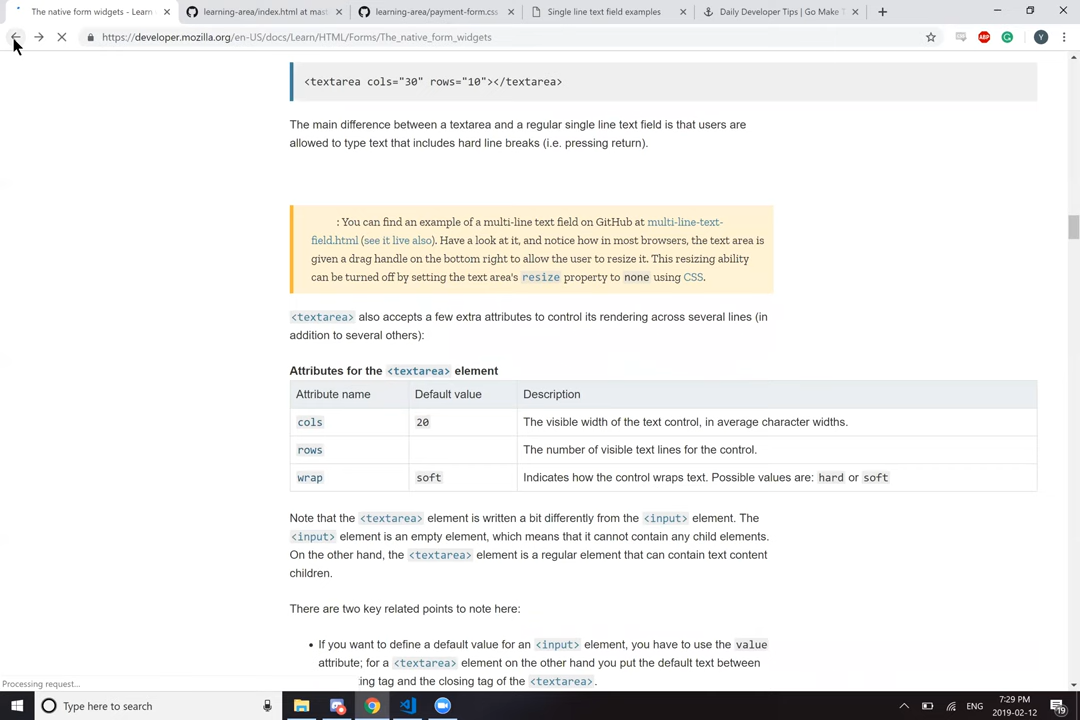 The native form widgets - Learn
learning-area/index.html at mast
learning-area/payment-form.css
Single line text field examples
Daily Developer Tips | Go Make T
https://developer.mozilla.org/en-US/docs/Learn/HTML/Forms/The_native_form_widgets
ABP
G
Y
<textarea cols="30" rows="10"></textarea>
The main difference between a textarea and a regular single line text field is that users are
allowed to type text that includes hard line breaks (i.e. pressing return).
: You can find an example of a multi-line text field on GitHub at multi-line-text-
field.html (see it live also). Have a look at it, and notice how in most browsers, the text area is
given a drag handle on the bottom right to allow the user to resize it. This resizing ability
can be turned off by setting the text area's resize property to none using CSS.
<textarea> also accepts a few extra attributes to control its rendering across several lines (in
addition to several others):
Attributes for the <textarea> element
Attribute name Default value Description
cols 20 The visible width of the text control, in average character widths.
rows The number of visible text lines for the control.
wrap soft Indicates how the control wraps text. Possible values are: hard or soft
Note that the <textarea> element is written a bit differently from the <input> element. The
<input> element is an empty element, which means that it cannot contain any child elements.
On the other hand, the <textarea> element is a regular element that can contain text content
children.
There are two key related points to note here:
• If you want to define a default value for an <input> element, you have to use the value
attribute; for a <textarea> element on the other hand you put the default text between
ting tag and the closing tag of the <textarea>.
Processing request...
Type here to search
ENG
7:29 PM
2019-02-12
19